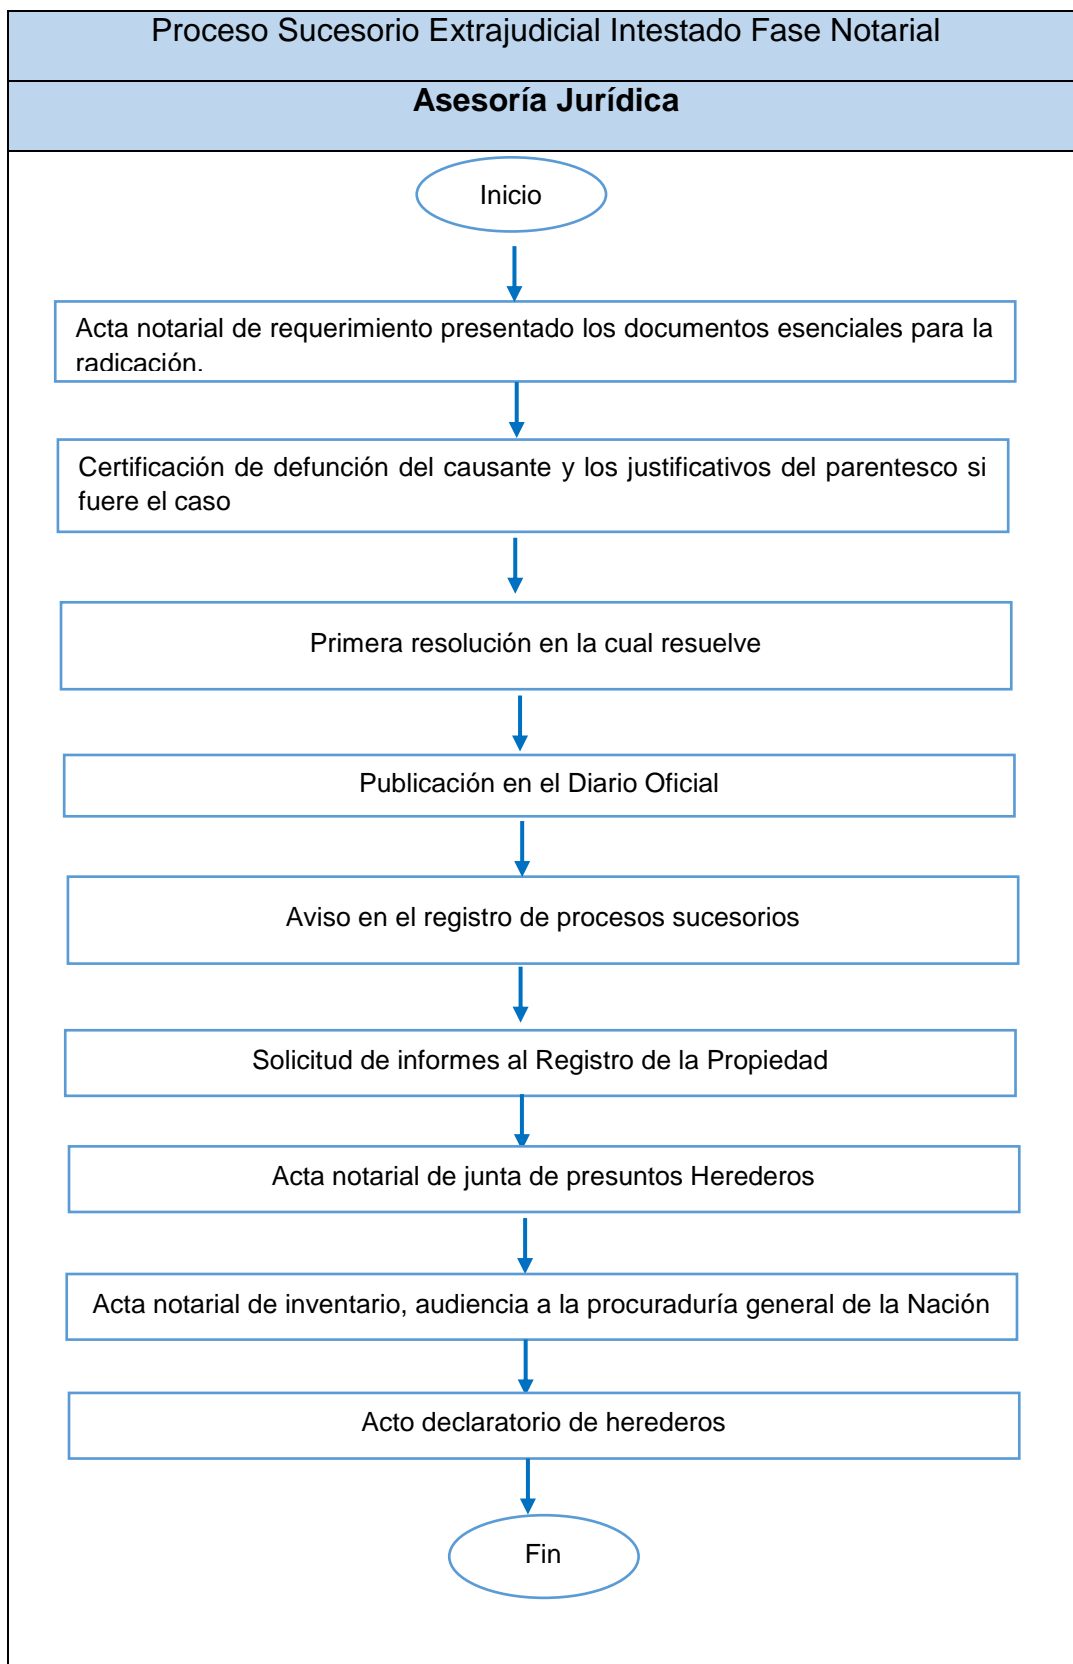 Proceso Sucesorio Extrajudicial Intestado Fase Notarial
Asesoría Jurídica
Inicio
Acta notarial de requerimiento presentado los documentos esenciales para la
radicación.
Certificación de defunción del causante y los justificativos del parentesco si
fuere el caso
Primera resolución en la cual resuelve
Publicación en el Diario Oficial
Aviso en el registro de procesos sucesorios
Solicitud de informes al Registro de la Propiedad
Acta notarial de junta de presuntos Herederos
Acta notarial de inventario, audiencia a la procuraduría general de la Nación
Acto declaratorio de herederos
Fin